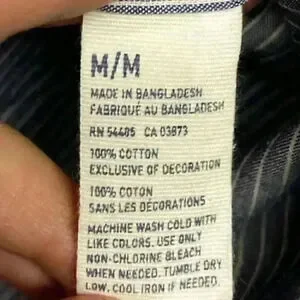 M/M
MADE IN BANGLADESH
FABRIQUÉ AU BANGLADESH
RN 54485 CA 03873
100% COTTON
EXCLUSIVE OF DECORATION
100% COTON
SANS LES DÉCORATIONS
MACHINE WASH COLD WITH
LIKE COLORS. USE ONLY
NON-CHLORINE BLEACH
WHEN NEEDED. TUMBLE DRY
LOW. COOL IRON IF NEEDED.